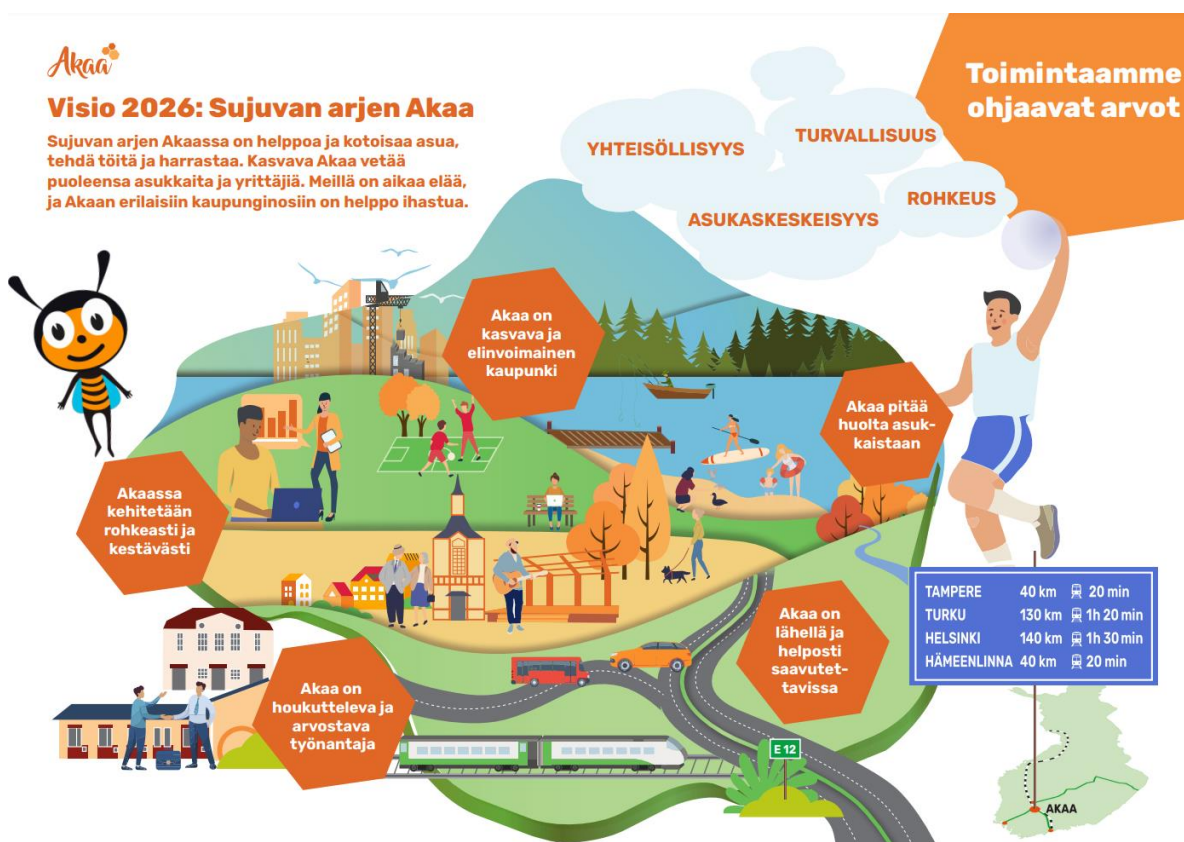 Akaa
Visio 2026: Sujuvan arjen Akaa
Sujuvan arjen Akaassa on helppoa ja kotoisaa asua,
tehdä töitä ja harrastaa. Kasvava Akaa vetää
puoleensa asukkaita ja yrittäjiä. Meillä on aikaa elää,
ja Akaan erilaisiin kaupunginosiin on helppo ihastua.
Toimintaamme
ohjaavat arvot
YHTEISÖLLISYYS
TURVALLISUUS
ASUKASKESKEISYYS
ROHKEUS
Akaa on
kasvava ja
elinvoimainen
kaupunki
Akaa pitää
huolta asuk-
kaistaan
Akaassa
kehitetään
rohkeasti ja
kestävästi
Akaa on
lähellä ja
helposti
saavutet-
tavissa
Akaa on
houkutteleva ja
arvostava
työnantaja
TAMPERE 40 km 20 min
TURKU 130 km 1h 20 min
HELSINKI 140 km 1h 30 min
HÄMEENLINNA 40 km 20 min
E 12
AKAA